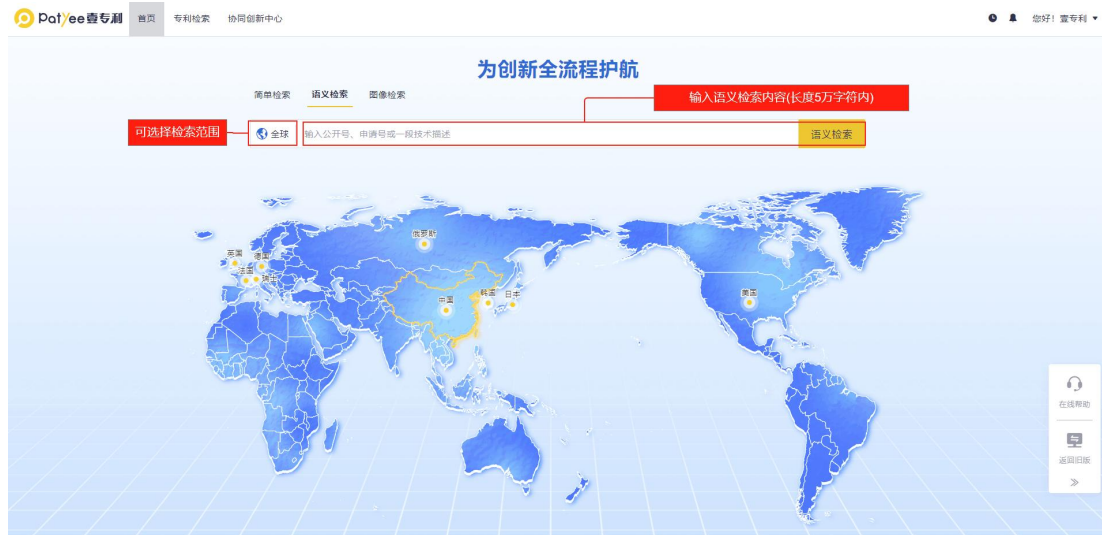 Patyee壹专利 首页 专利检索 协同创新中心 您好！壹专利
为创新全流程护航
简单检索 语义检索 图像检索
输入语义检索内容(长度5万字符内)
可选择检索范围
全球 输入公开号、申请号或一段技术描述 语义检索
俄罗斯
英国 德国
法国 瑞士
中国 韩国 日本
美国
在线帮助
返回旧版